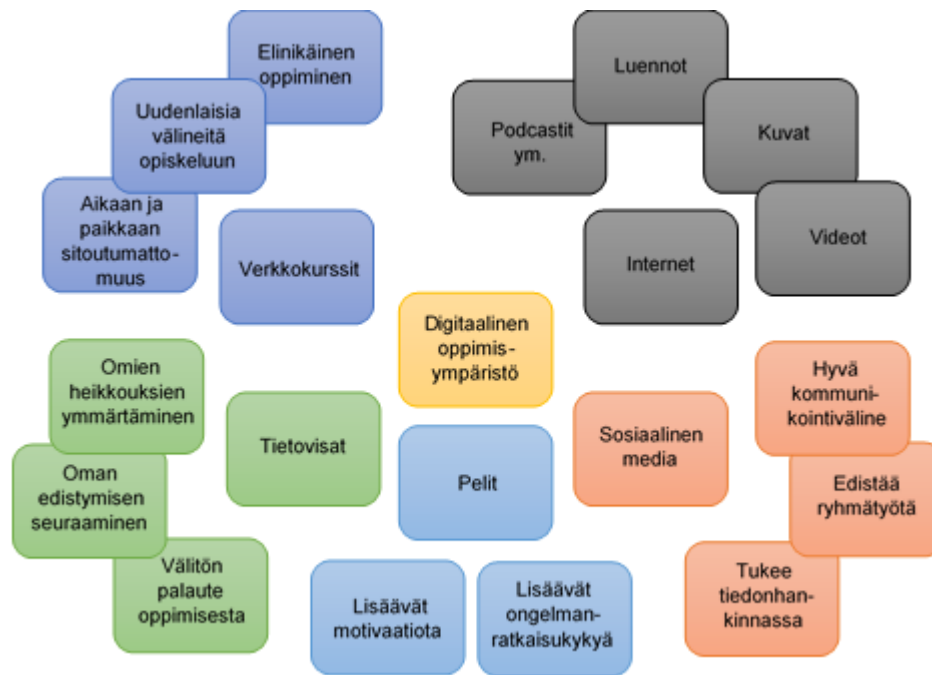 Elinikäinen
oppiminen
Uudenlaisia
välineitä
opiskeluun
Aikaan ja
paikkaan
sitoutumatto-
muus
Verkkokurssit
Luennot
Podcastit
ym.
Kuvat
Videot
Internet
Digitaalinen
oppimis-
ympäristö
Omien
heikkouksien
ymmärtäminen
Oman
edistymisen
seuraaminen
Välitön
palaute
oppimisesta
Tietovisat
Pelit
Lisäävät
motivaatiota
Lisäävät
ongelman-
ratkaisukykyä
Sosiaalinen
media
Hyvä
kommuni-
kointiväline
Edistää
ryhmätyötä
Tukee
tiedonhan-
kinnassa